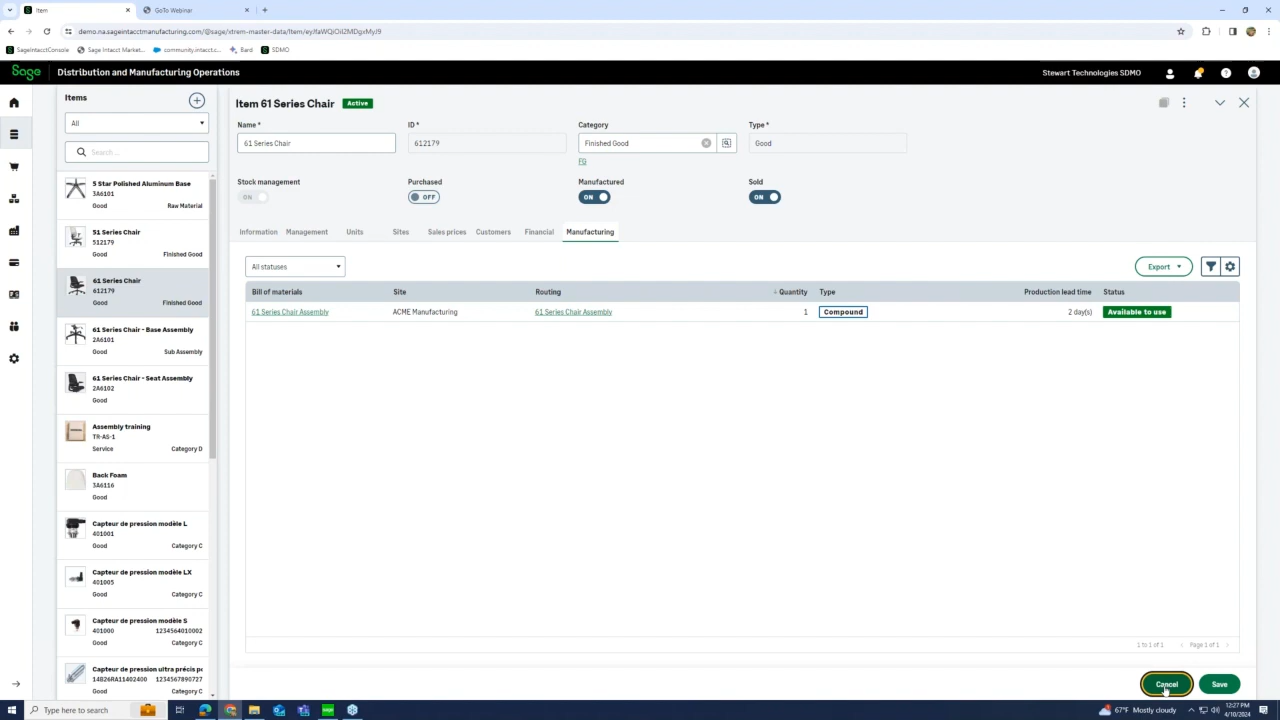 Item
GoTo Webinar
demo.na.sageintacctmanufacturing.com/@sage/xtrem-master-data/Item/eyJfaWQiOiI2MDgxMyJ9
SageIntacctConsole
Sage Intacct Market...
community.intacct.c...
Bard
SDMO
Sage
Distribution and Manufacturing Operations
Stewart Technologies SDMO
Items
All
Search ...
5 Star Polished Aluminum Base
3A6101
Good Raw Material
51 Series Chair
512179
Good Finished Good
61 Series Chair
612179
Good Finished Good
61 Series Chair - Base Assembly
2A6101
Good Sub Assembly
61 Series Chair - Seat Assembly
2A6102
Good
Assembly training
TR-AS-1
Service Category D
Back Foam
3A6116
Good
Capteur de pression modèle L
401001
Good Category C
Capteur de pression modèle LX
401005
Good Category C
Capteur de pression modèle S
401000 1234564010002
Good Category C
Capteur de pression ultra précis p
14B26RA11402400 1234567890727
Good Category C
Item 61 Series Chair Active
Name * ID * Category Type *
61 Series Chair 612179 Finished Good Good
FG
Stock management Purchased Manufactured Sold
ON OFF ON ON
Information Management Units Sites Sales prices Customers Financial Manufacturing
All statuses
Export
Bill of materials Site Routing Quantity Type Production lead time Status
61 Series Chair Assembly ACME Manufacturing 61 Series Chair Assembly 1 Compound 2 day(s) Available to use
1 to 1 of 1 Page 1 of 1
Cancel Save
Type here to search
67°F Mostly cloudy
12:27 PM
4/10/2024